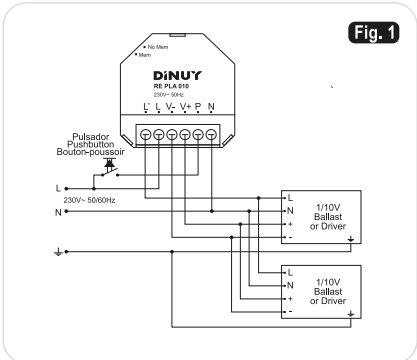 Fig. 1
No Mem
Mem
DiNUY
RE PLA 010
230V~ 50Hz
L' L V- V+ P N
Pulsador
Pushbutton
Bouton-poussoir
L
230V~ 50/60Hz
N
L
N
+
-
1/10V
Ballast
or Driver
L
N
+
-
1/10V
Ballast
or Driver